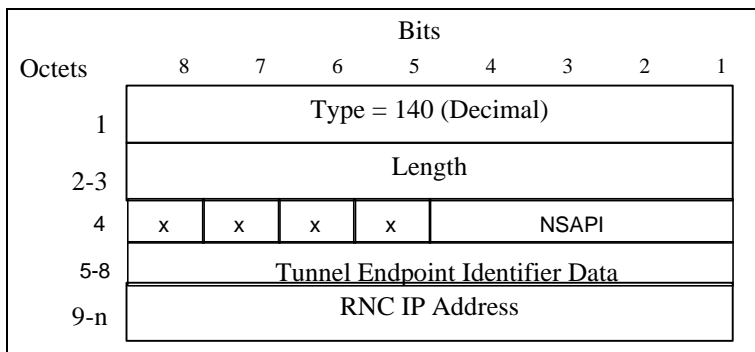 Bits
Octets 8 7 6 5 4 3 2 1
1 Type = 140 (Decimal)
2-3 Length
4 x x x x NSAPI
5-8 Tunnel Endpoint Identifier Data
9-n RNC IP Address